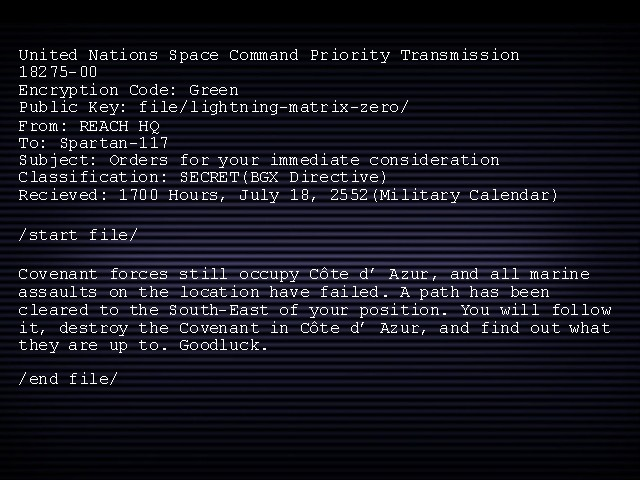 United Nations Space Command Priority Transmission
18275-00
Encryption Code: Green
Public Key: file/lightning-matrix-zero/
From: REACH HQ
To: Spartan-117
Subject: Orders for your immediate consideration
Classification: SECRET(BGX Directive)
Recieved: 1700 Hours, July 18, 2552(Military Calendar)
/start file/
Covenant forces still occupy Côte d’ Azur, and all marine
assaults on the location have failed. A path has been
cleared to the South-East of your position. You will follow
it, destroy the Covenant in Côte d’ Azur, and find out what
they are up to. Goodluck.
/end file/